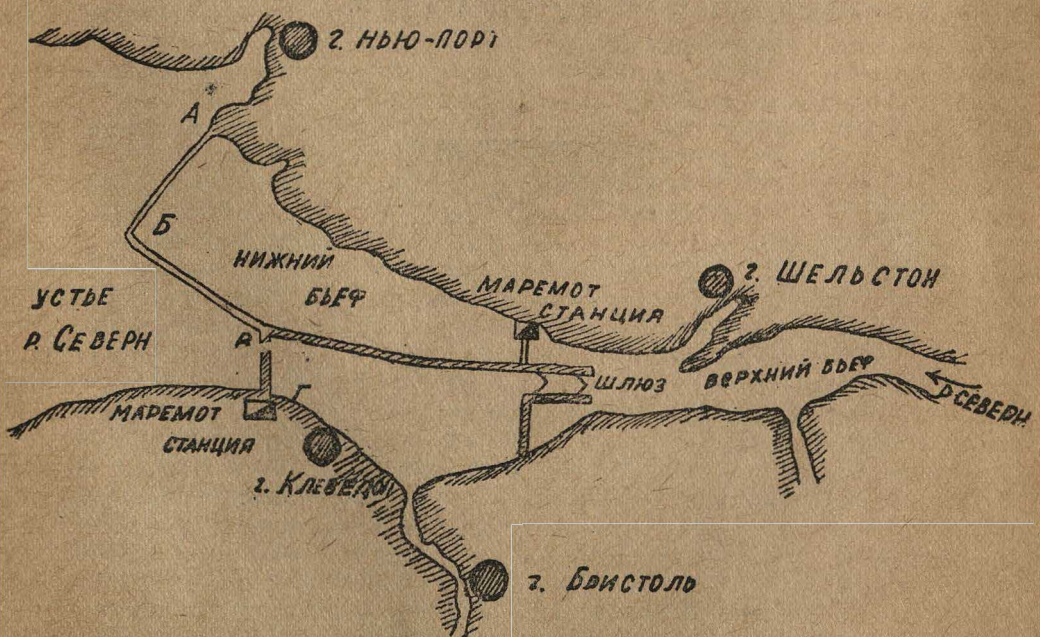 г. НЬЮ-ПОРТ
А
Б
НИЖНИЙ
БЬЕФ
МАРЕМОТ
СТАНЦИЯ
г. ШЕЛЬСТОН
УСТЬЕ
Р. СЕВЕРН
В
ШЛЮЗ
ВЕРХНИЙ БЬЕФ
Р СЕВЕРН
Г
МАРЕМОТ
СТАНЦИЯ
г. КЛЕВЕДОН
г. БРИСТОЛЬ